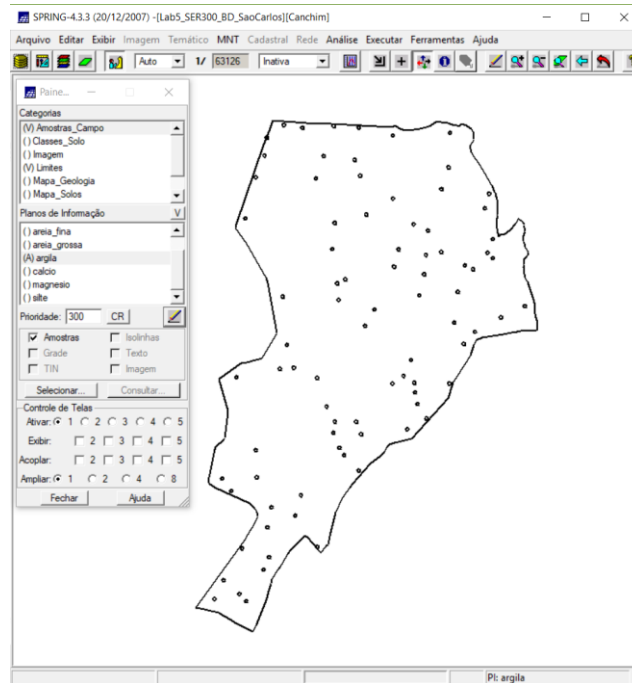 SPRING-4.3.3 (20/12/2007) -[Lab5_SER300_BD_SaoCarlos][Canchim]
Arquivo Editar Exibir Imagem Temático MNT Cadastral Rede Análise Executar Ferramentas Ajuda
Auto 1/ 63126 Inativa
Paine...
Categorias
(V) Amostras_Campo
( ) Classes_Solo
( ) Imagem
(V) Limites
( ) Mapa_Geologia
( ) Mapa_Solos
Planos de Informação V
( ) areia_fina
( ) areia_grossa
(A) argila
( ) calcio
( ) magnesio
( ) silte
Prioridade: 300 CR
Amostras Isolinhas
Grade Texto
TIN Imagem
Selecionar... Consultar...
Controle de Telas
Ativar: 1 2 3 4 5
Exibir: 2 3 4 5
Acoplar: 2 3 4 5
Ampliar: 1 2 4 8
Fechar Ajuda
PI: argila